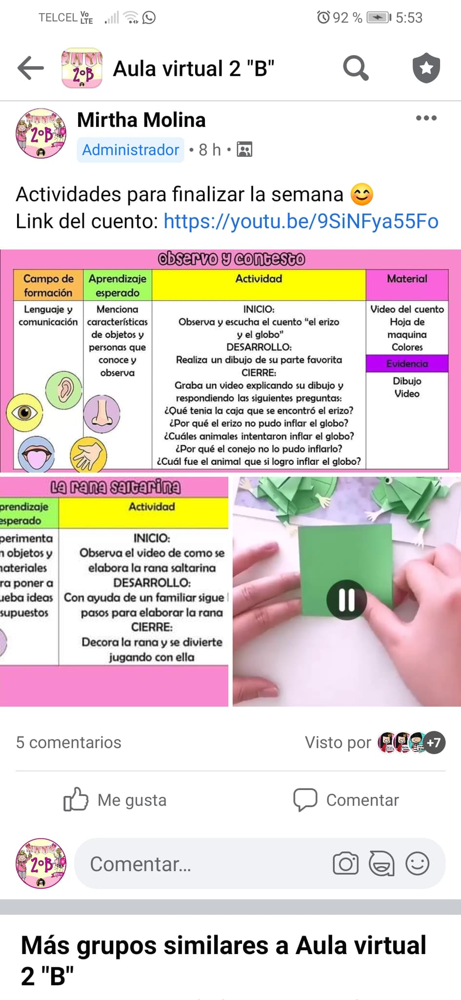 TELCEL Vo LTE 92 % 5:53
MAYO
2°B
Aula virtual 2 "B"
MAYO
2°B
Mirtha Molina
Administrador • 8 h •
Actividades para finalizar la semana 😊
Link del cuento: https://youtu.be/9SiNFya55Fo
Observo y contesto
Campo de
formación
Aprendizaje
esperado
Actividad
Material
Lenguaje y
comunicación
Menciona
características
de objetos y
personas que
conoce y
observa
INICIO:
Observa y escucha el cuento “el erizo
y el globo”
DESARROLLO:
Realiza un dibujo de su parte favorita
CIERRE:
Graba un video explicando su dibujo y
respondiendo las siguientes preguntas:
¿Qué tenia la caja que se encontró el erizo?
¿Por qué el erizo no pudo inflar el globo?
¿Cuáles animales intentaron inflar el globo?
¿Por qué el conejo no lo pudo inflarlo?
¿Cuál fue el animal que si logro inflar el globo?
Video del cuento
Hoja de
maquina
Colores
Evidencia
Dibujo
Video
La rana saltarina
prendizaje
esperado
Actividad
perimenta
n objetos y
nateriales
ra poner a
ueba ideas
supuestos
INICIO:
Observa el video de como se
elabora la rana saltarina
DESARROLLO:
Con ayuda de un familiar sigue
pasos para elaborar la rana
CIERRE:
Decora la rana y se divierte
jugando con ella
5 comentarios
Visto por +7
Me gusta
Comentar
MAYO
2°B
Comentar...
Más grupos similares a Aula virtual
2 "B"